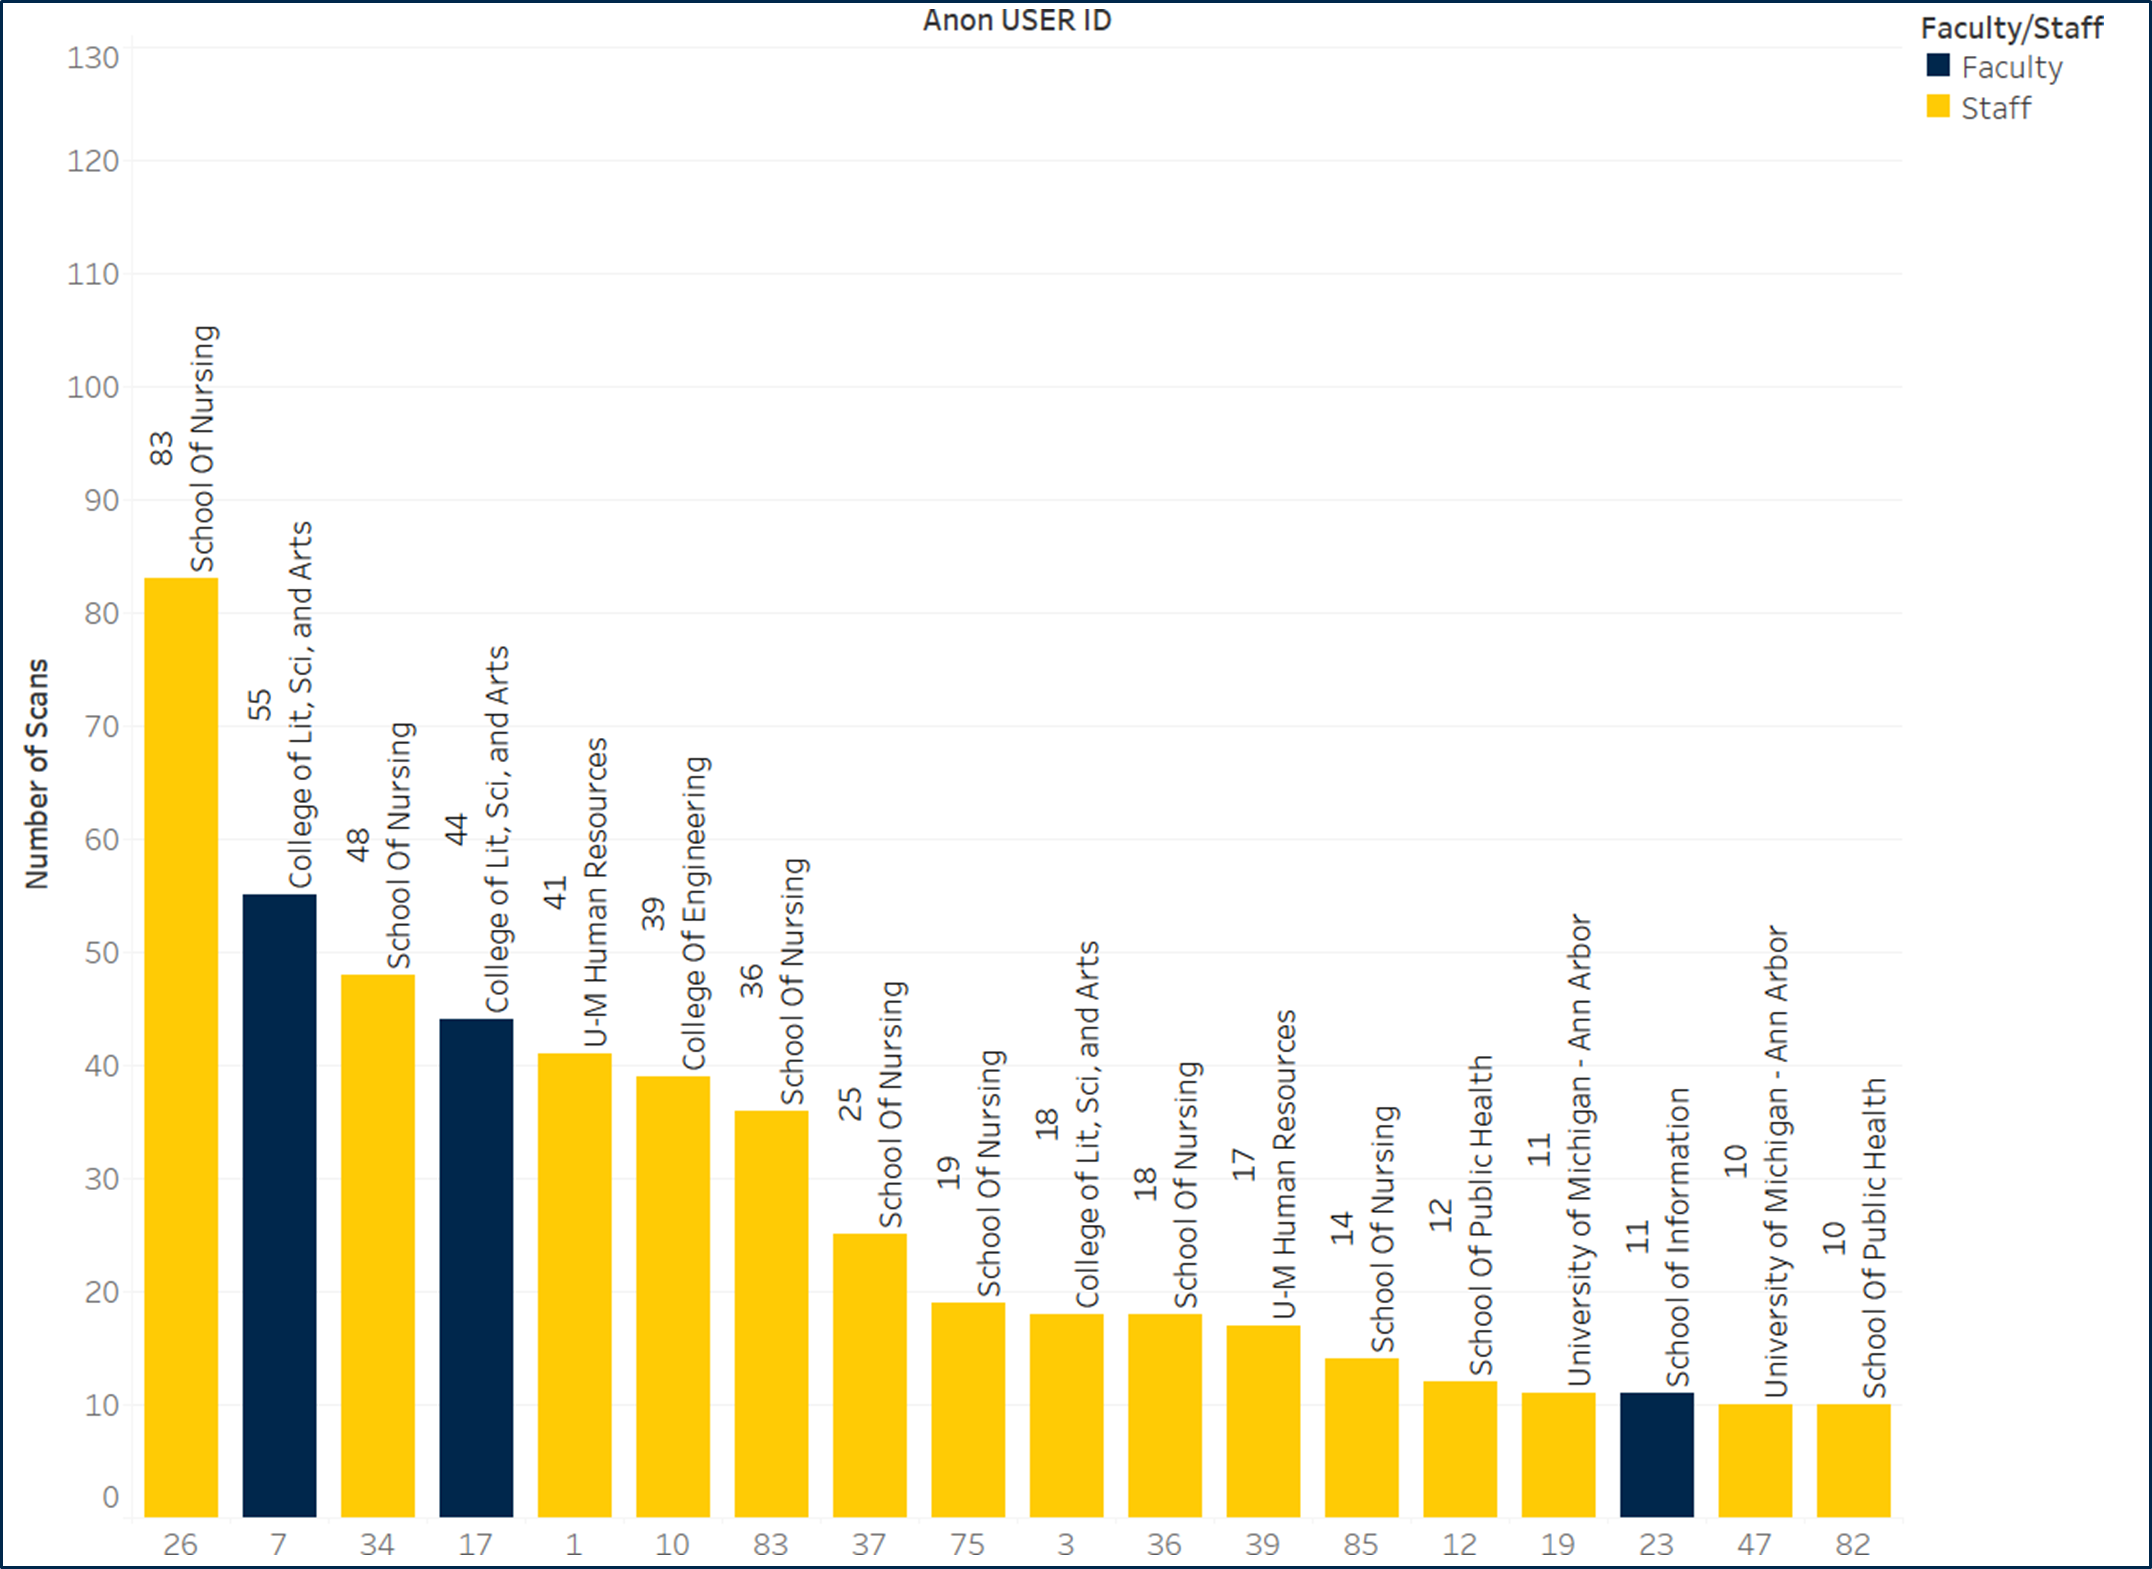 Anon USER ID
Faculty/Staff
Faculty
Staff
Number of Scans
130
120
110
100
90
80
70
60
50
40
30
20
10
0
83
School Of Nursing
55
College of Lit, Sci, and Arts
48
School Of Nursing
44
College of Lit, Sci, and Arts
41
U-M Human Resources
39
College Of Engineering
36
School Of Nursing
25
School Of Nursing
19
School Of Nursing
18
College of Lit, Sci, and Arts
18
School Of Nursing
17
U-M Human Resources
14
School Of Nursing
12
School Of Public Health
11
University of Michigan - Ann Arbor
11
School of Information
10
University of Michigan - Ann Arbor
10
School Of Public Health
26 7 34 17 1 10 83 37 75 3 36 39 85 12 19 23 47 82